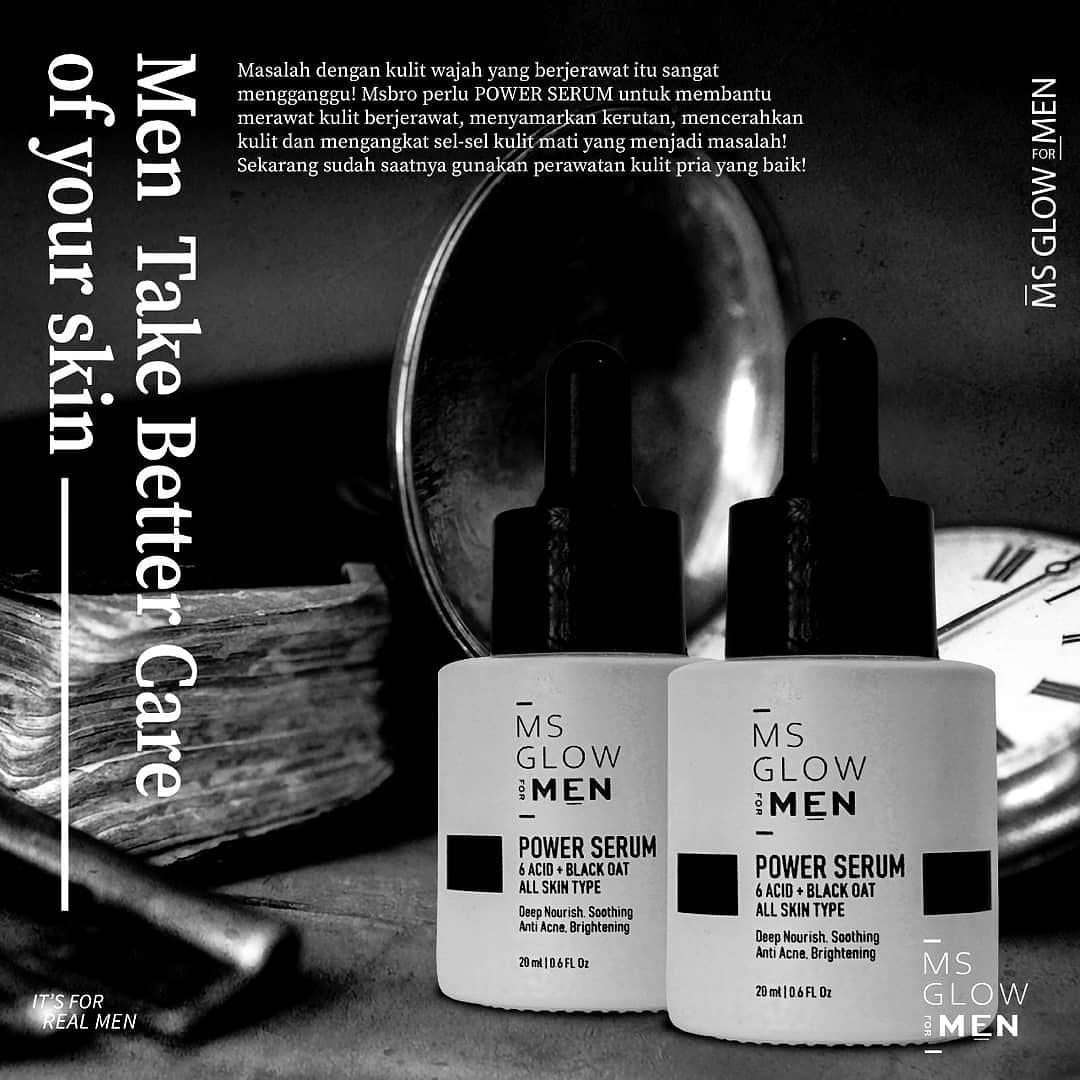 Men Take Better Care
of your skin
Masalah dengan kulit wajah yang berjerawat itu sangat
mengganggu! Msbro perlu POWER SERUM untuk membantu
merawat kulit berjerawat, menyamarkan kerutan, mencerahkan
kulit dan mengangkat sel-sel kulit mati yang menjadi masalah!
Sekarang sudah saatnya gunakan perawatan kulit pria yang baik!
MS GLOW FOR MEN
MS
GLOW
FOR MEN
POWER SERUM
6 ACID + BLACK OAT
ALL SKIN TYPE
Deep Nourish, Soothing
Anti Acne, Brightening
20 ml | 0.6 FL Oz
MS
GLOW
FOR MEN
POWER SERUM
6 ACID + BLACK OAT
ALL SKIN TYPE
Deep Nourish, Soothing
Anti Acne, Brightening
20 ml | 0.6 FL Oz
IT'S FOR
REAL MEN
MS
GLOW
FOR MEN